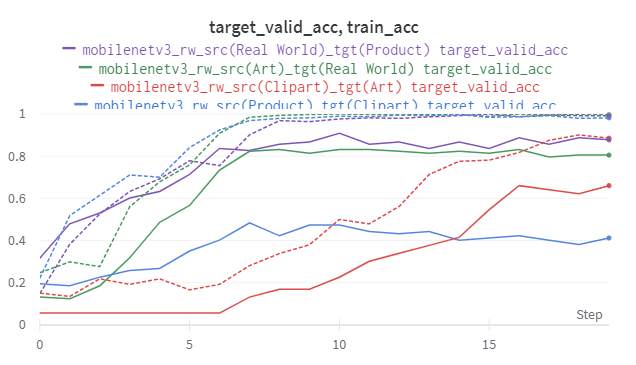 target_valid_acc, train_acc
mobilenetv3_rw_src(Real World)_tgt(Product) target_valid_acc
mobilenetv3_rw_src(Art)_tgt(Real World) target_valid_acc
mobilenetv3_rw_src(Clipart)_tgt(Art) target_valid_acc
mobilenetv3_rw_src(Product)_tgt(Clipart) target_valid_acc
1
0.8
0.6
0.4
0.2
0
Step
0 5 10 15